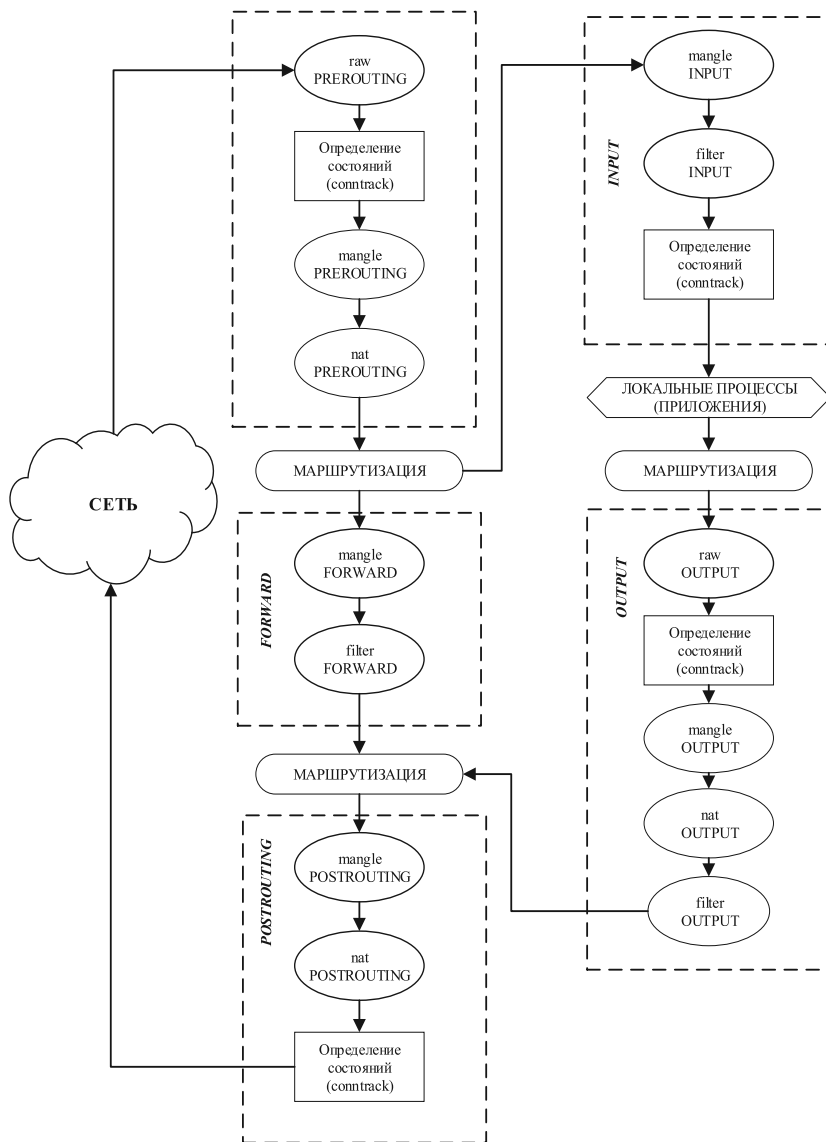 СЕТЬ
raw
PREROUTING
Определение
состояний
(conntrack)
mangle
PREROUTING
nat
PREROUTING
МАРШРУТИЗАЦИЯ
FORWARD
mangle
FORWARD
filter
FORWARD
МАРШРУТИЗАЦИЯ
POSTROUTING
mangle
POSTROUTING
nat
POSTROUTING
Определение
состояний
(conntrack)
INPUT
mangle
INPUT
filter
INPUT
Определение
состояний
(conntrack)
ЛОКАЛЬНЫЕ ПРОЦЕССЫ
(ПРИЛОЖЕНИЯ)
МАРШРУТИЗАЦИЯ
OUTPUT
raw
OUTPUT
Определение
состояний
(conntrack)
mangle
OUTPUT
nat
OUTPUT
filter
OUTPUT